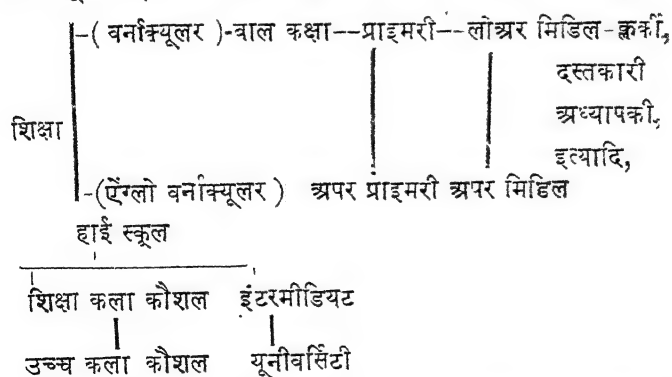 -( वर्नाक्यूलर )-बाल कक्षा--प्राइमरी--लोअर मिडिल-क्लर्की,
दस्तकारी
अध्यापकी,
शिक्षा
इत्यादि,
-(ऐंग्लो वर्नाक्यूलर) अपर प्राइमरी अपर मिडिल
हाई स्कूल
शिक्षा कला कौशल इंटरमीडियट
उच्च कला कौशल यूनीवर्सिटी